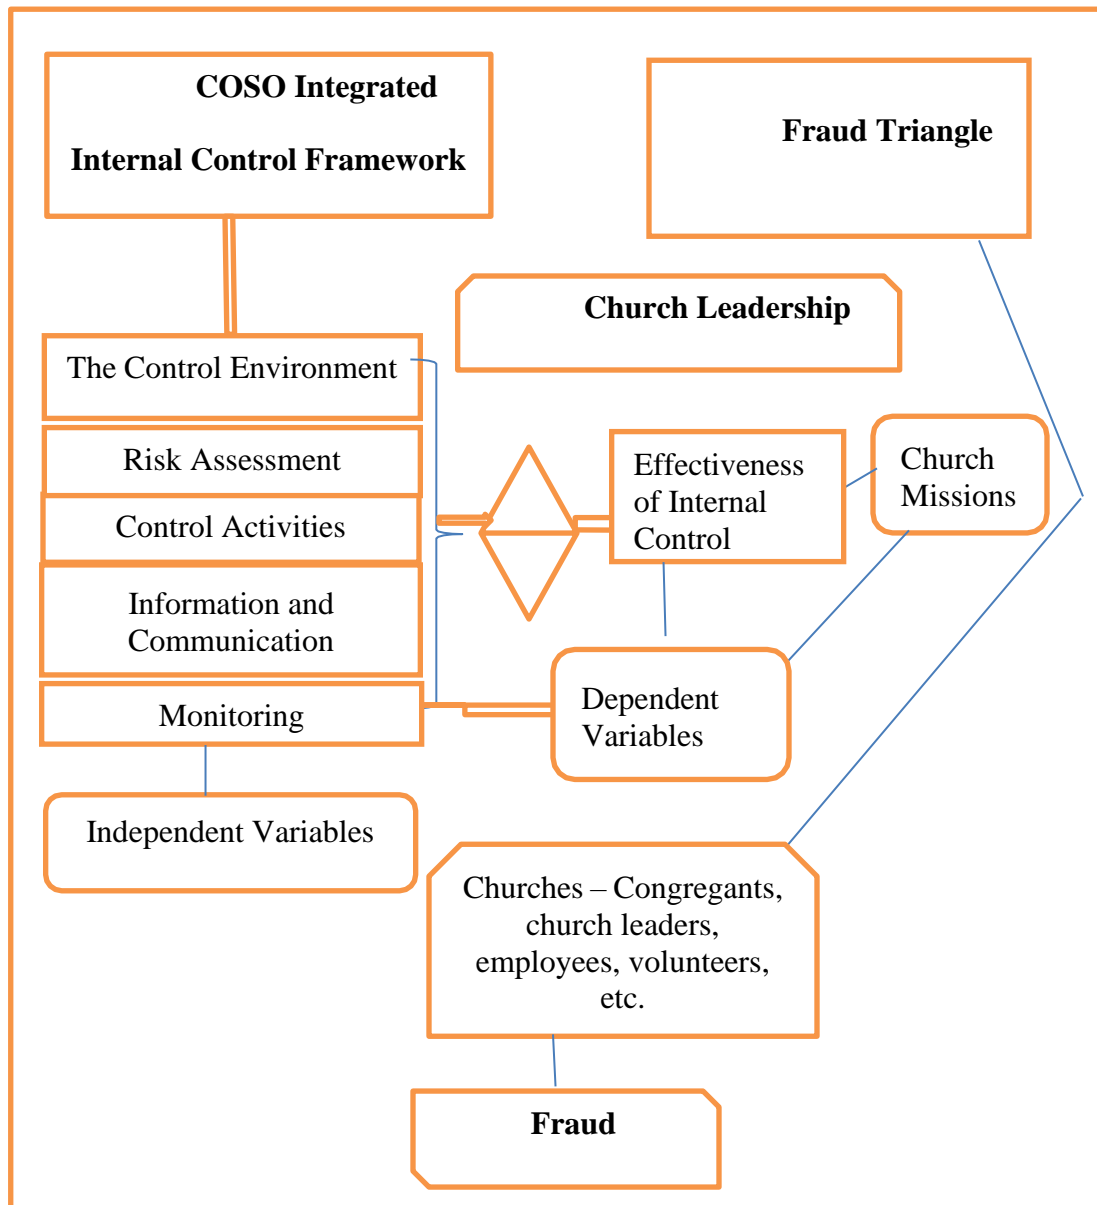 COSO Integrated
Internal Control Framework
Fraud Triangle
Church Leadership
The Control Environment
Risk Assessment
Control Activities
Information and
Communication
Monitoring
Effectiveness
of Internal
Control
Church
Missions
Dependent
Variables
Independent Variables
Churches – Congregants,
church leaders,
employees, volunteers,
etc.
Fraud